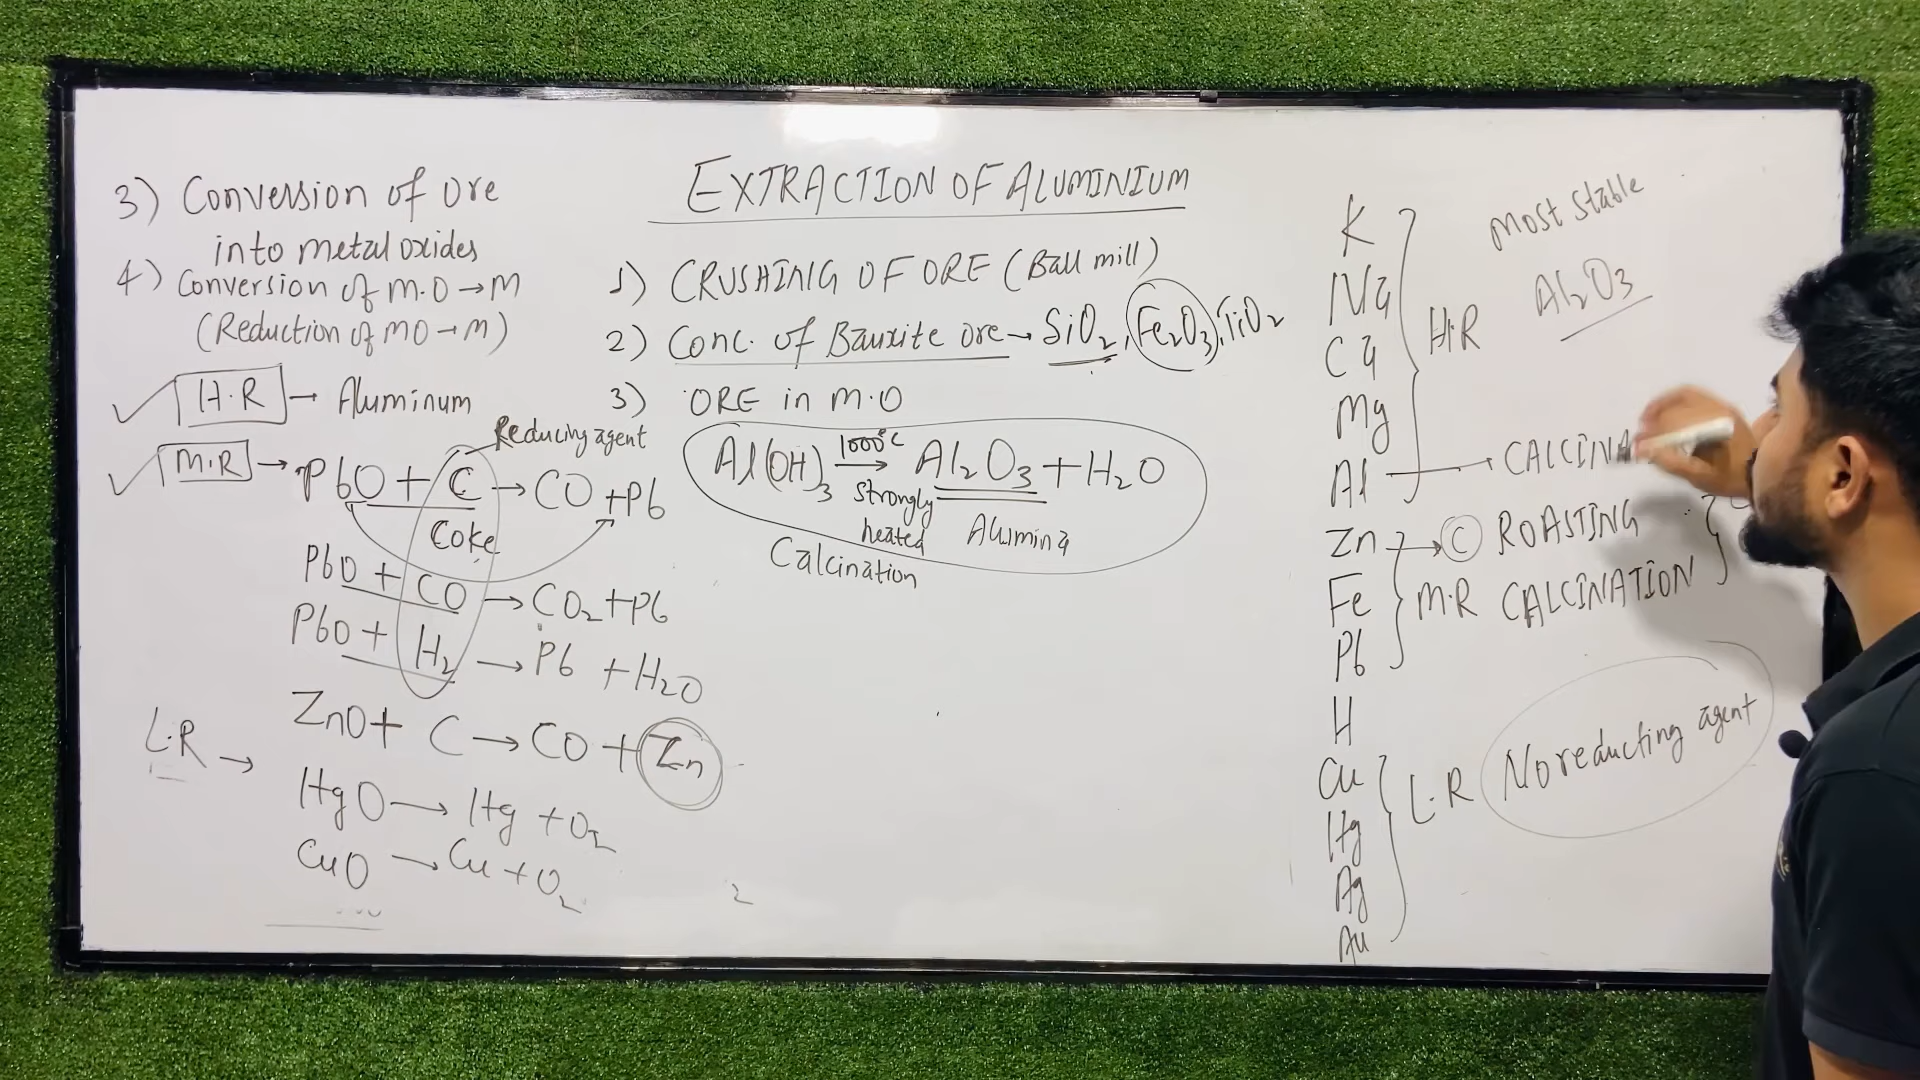 3) Conversion of ore
into metal oxides
4) Conversion of M.O → M
(Reduction of MO → M)
H.R → Aluminum
M.R → PbO + C → CO + Pb
Reducing agent
Coke
PbO + CO → CO2 + Pb
PbO + H2 → Pb + H2O
ZnO + C → CO + Zn
L.R →
HgO → Hg + O2
CuO → Cu + O2
2
EXTRACTION OF ALUMINIUM
1) CRUSHING OF ORE (Ball mill)
2) Conc. of Bauxite ore → SiO2, Fe2O3, TiO2
3) ORE in M.O
Al(OH)3 → Al2O3 + H2O
1000°C
strongly
heated
Alumina
Calcination
K
Na
Ca
Mg
Al → CALCINA
Zn → C ROASTING
Fe
Pb
H
Cu
Hg
Ag
Au
H.R
Most stable
Al2O3
M.R CALCINATION
L.R No reducting agent